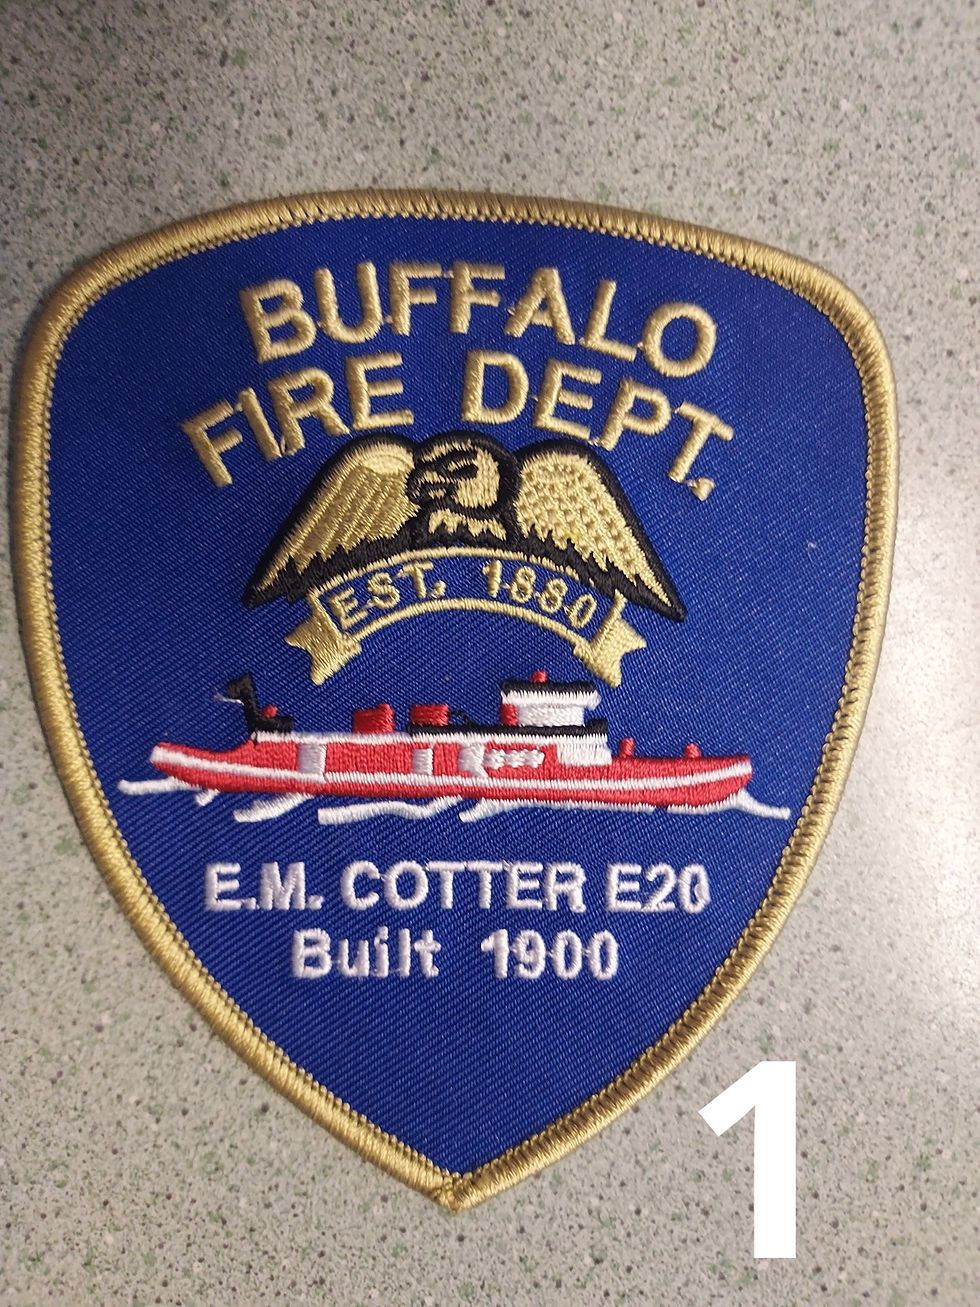 BUFFALO
FIRE DEPT.
EST. 1880
E.M. COTTER E20
Built 1900
1